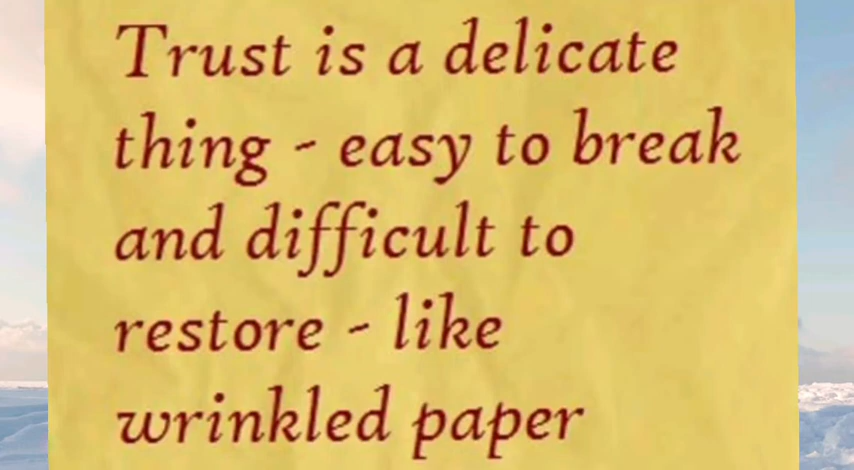 Trust is a delicate
thing - easy to break
and difficult to
restore - like
wrinkled paper